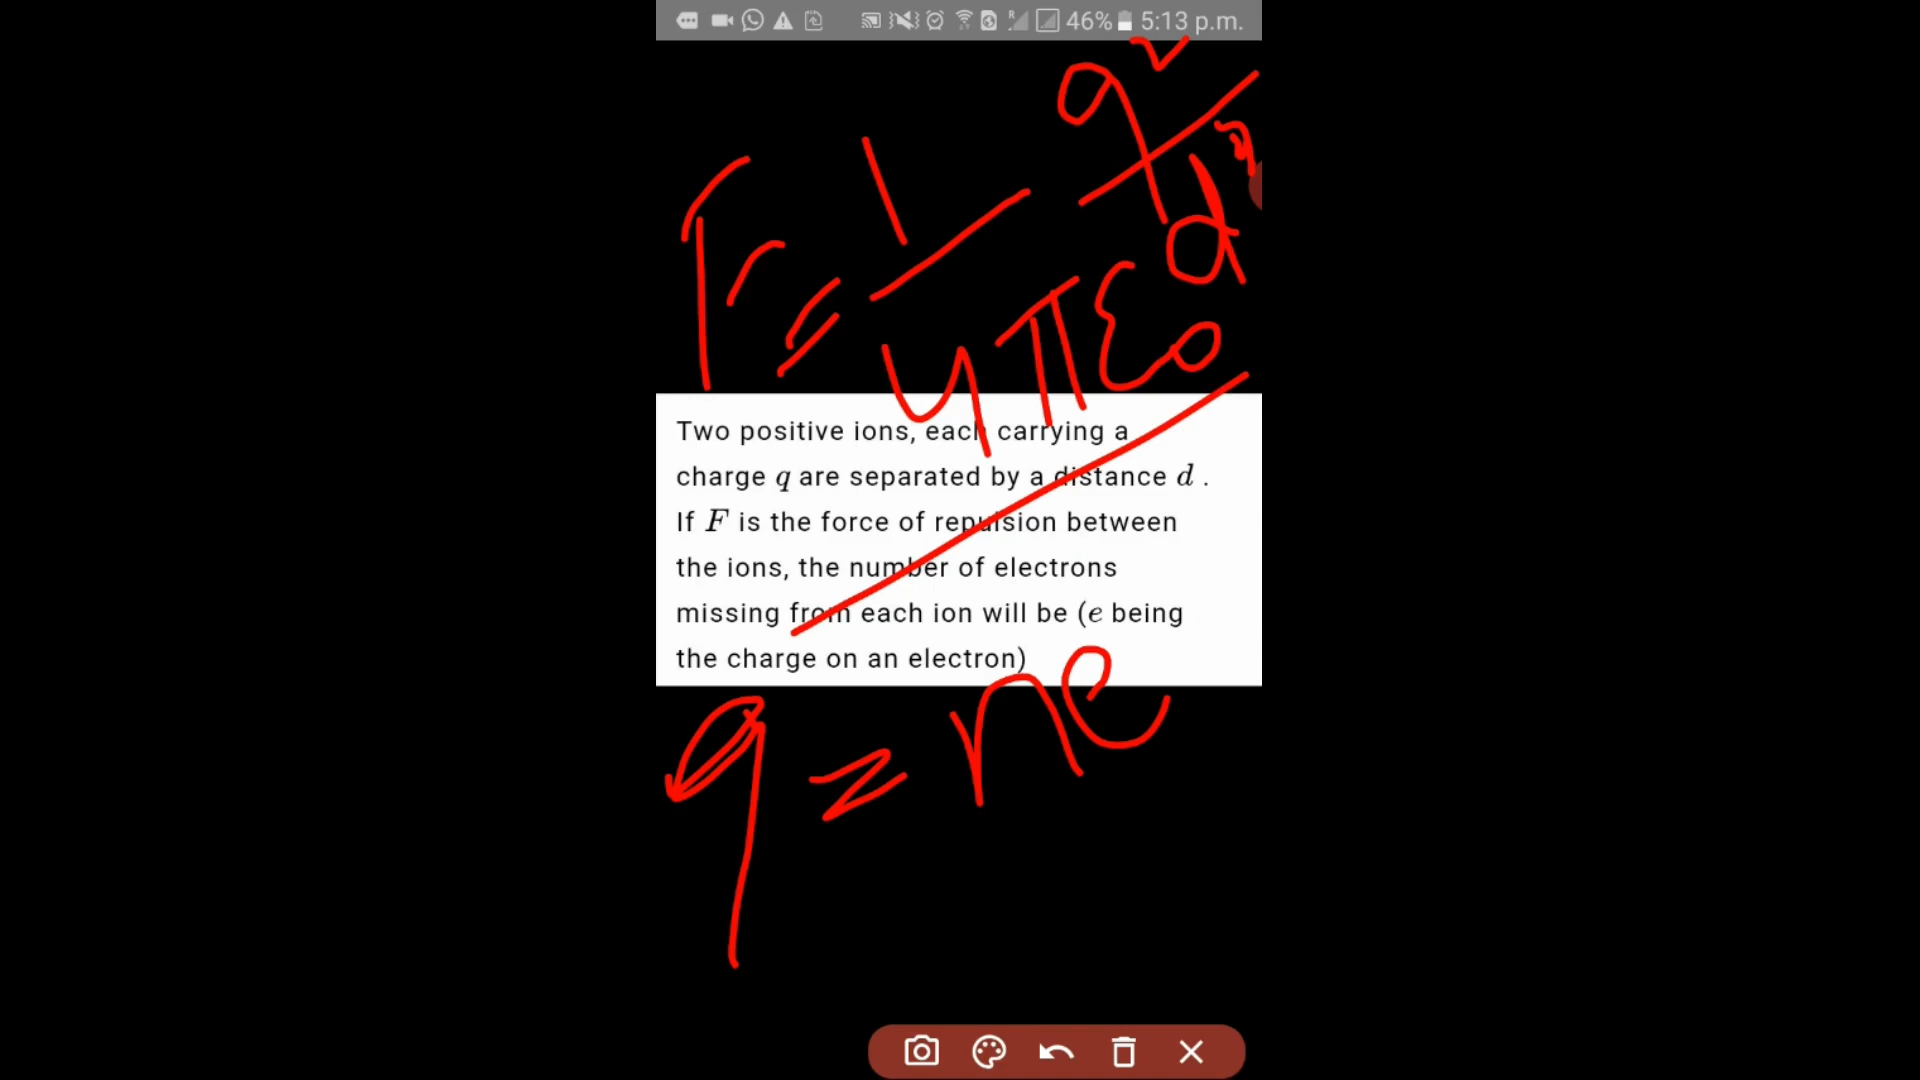 46% 5:13 p.m.
F = 1 / 4πε₀ q² / d²
Two positive ions, each carrying a
charge q are separated by a distance d .
If F is the force of repulsion between
the ions, the number of electrons
missing from each ion will be (e being
the charge on an electron)
q = ne